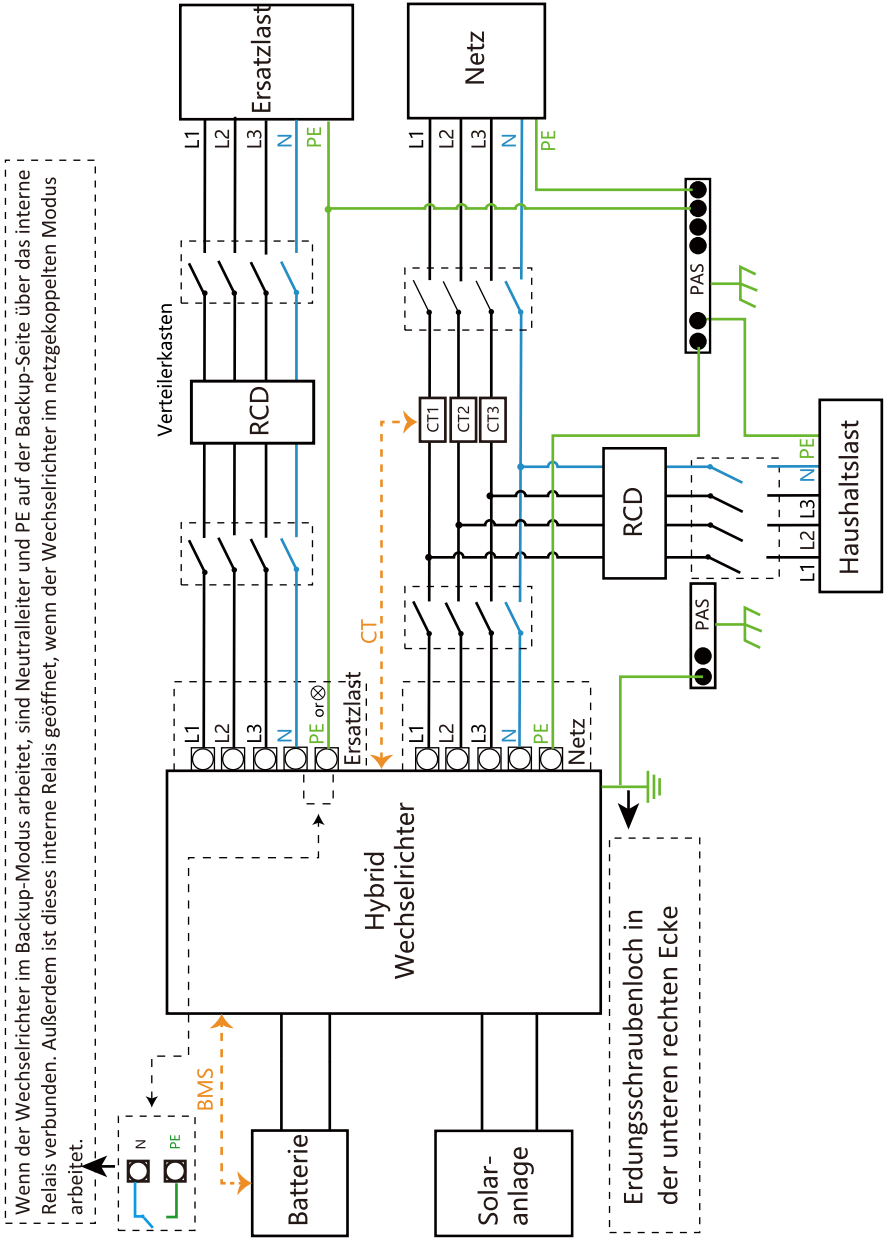 Wenn der Wechselrichter im Backup-Modus arbeitet, sind Neutralleiter und PE auf der Backup-Seite über das interne
Relais verbunden. Außerdem ist dieses interne Relais geöffnet, wenn der Wechselrichter im netzgekoppelten Modus
arbeitet.
N
PE
BMS
Batterie
Solar-
anlage
Hybrid
Wechselrichter
L1
L2
L3
N
PE or
Ersatzlast
CT
L1
L2
L3
N
PE
Netz
Verteilerkasten
RCD
L1
L2
L3
N
PE
Ersatzlast
CT1
CT2
CT3
L1
L2
L3
N
PE
Netz
RCD
PAS
PAS
L1 L2 L3 N PE
Haushaltslast
Erdungsschraubenloch in
der unteren rechten Ecke